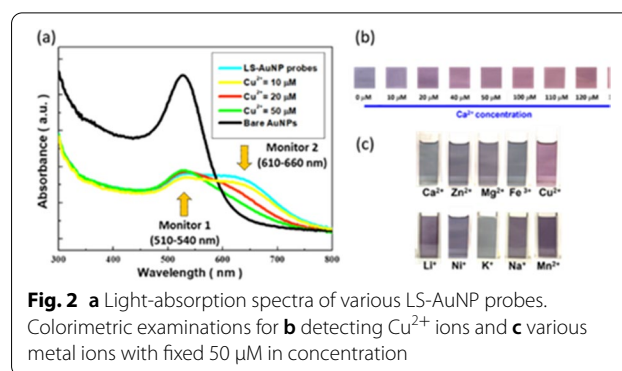 (a)
LS-AuNP probes
Cu²⁺= 10 μM
Cu²⁺= 20 μM
Cu²⁺= 50 μM
Bare AuNPs
Monitor 2
(610-660 nm)
Monitor 1
(510-540 nm)
Absorbance ( a.u. )
300 400 500 600 700 800
Wavelength ( nm )
(b)
0 μM 10 μM 20 μM 40 μM 50 μM 100 μM 110 μM 120 μM
Ca²⁺ concentration
(c)
Ca²⁺ Zn²⁺ Mg²⁺ Fe ³⁺ Cu²⁺
Li⁺ Ni⁺ K⁺ Na⁺ Mn²⁺
Fig. 2 a Light-absorption spectra of various LS-AuNP probes.
Colorimetric examinations for b detecting Cu²⁺ ions and c various
metal ions with fixed 50 μM in concentration